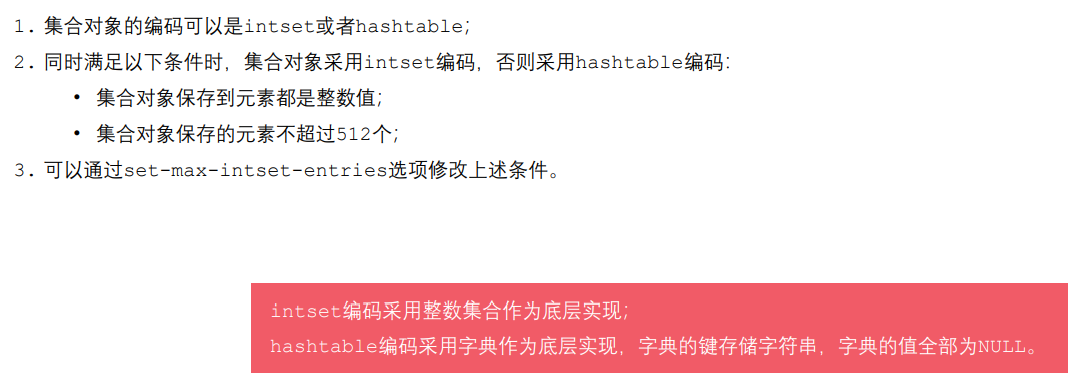 1. 集合对象的编码可以是intset或者hashtable;
2. 同时满足以下条件时，集合对象采用intset编码，否则采用hashtable编码:
• 集合对象保存到元素都是整数值;
• 集合对象保存的元素不超过512个;
3. 可以通过set-max-intset-entries选项修改上述条件。
intset编码采用整数集合作为底层实现;
hashtable编码采用字典作为底层实现，字典的键存储字符串，字典的值全部为NULL。